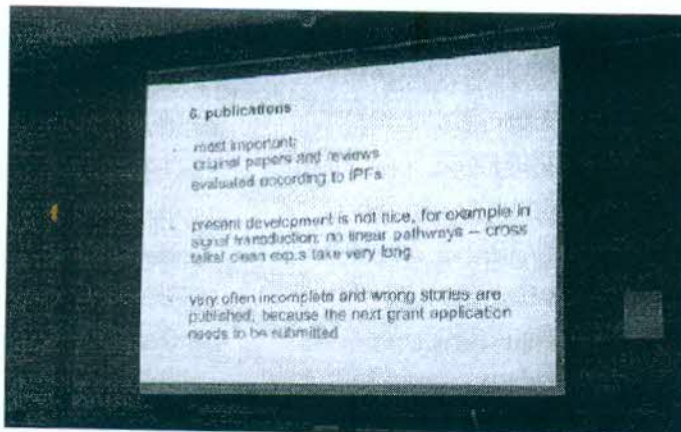 6. publications
- most important:
original papers and reviews
evaluated according to IPFs
- present development is not nice, for example in
signal transduction: no linear pathways – cross
talks! clean exp.s take very long
- very often incomplete and wrong stories are
published, because the next grant application
needs to be submitted